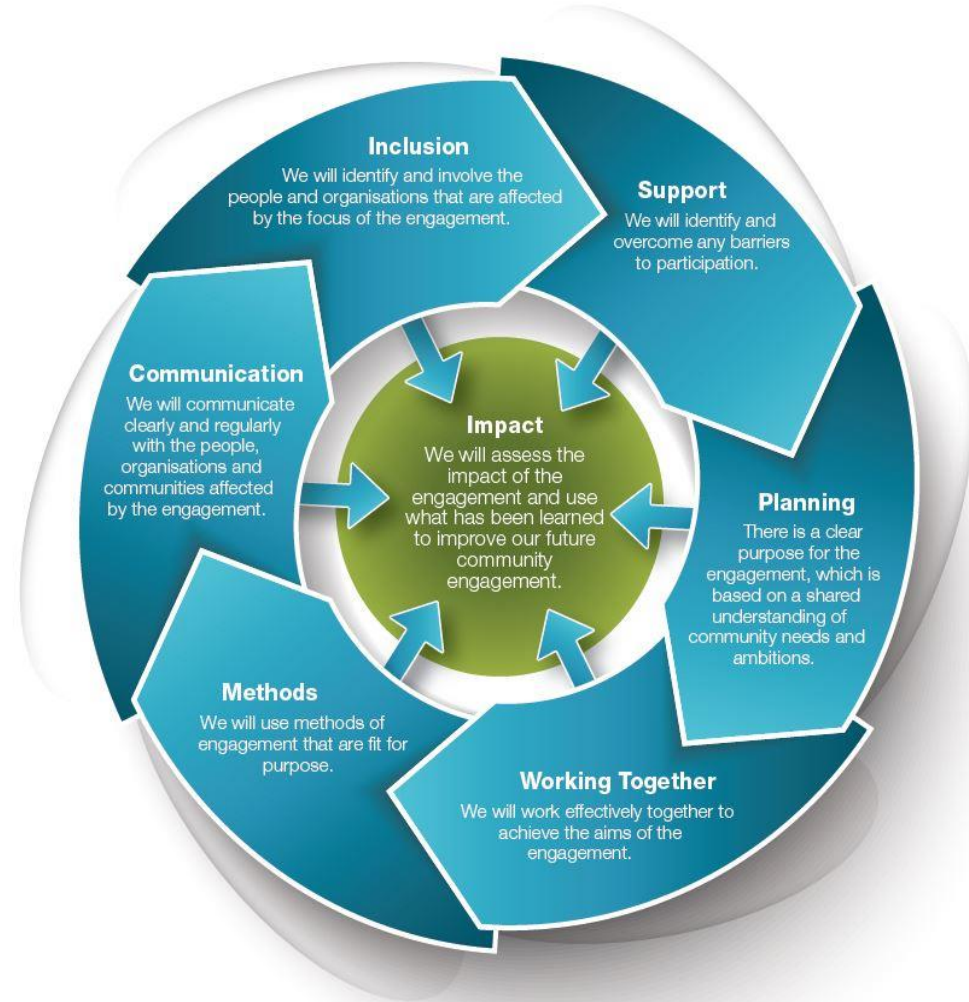 Inclusion
We will identify and involve the
people and organisations that are affected
by the focus of the engagement.
Support
We will identify and
overcome any barriers
to participation.
Planning
There is a clear
purpose for the
engagement, which is
based on a shared
understanding of
community needs and
ambitions.
Working Together
We will work effectively together to
achieve the aims of the
engagement.
Methods
We will use methods of
engagement that are fit for
purpose.
Communication
We will communicate
clearly and regularly
with the people,
organisations and
communities affected
by the engagement.
Impact
We will assess the
impact of the
engagement and use
what has been learned
to improve our future
community
engagement.